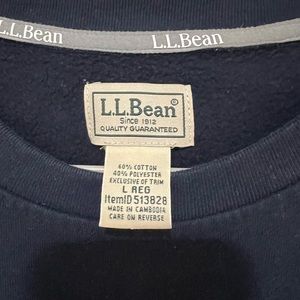 L.L.Bean
L.L.Bean
L.L.Bean®
Since 1912
QUALITY GUARANTEED
60% COTTON
40% POLYESTER
EXCLUSIVE OF TRIM
L REG
ItemID 513828
MADE IN CAMBODIA
CARE ON REVERSE